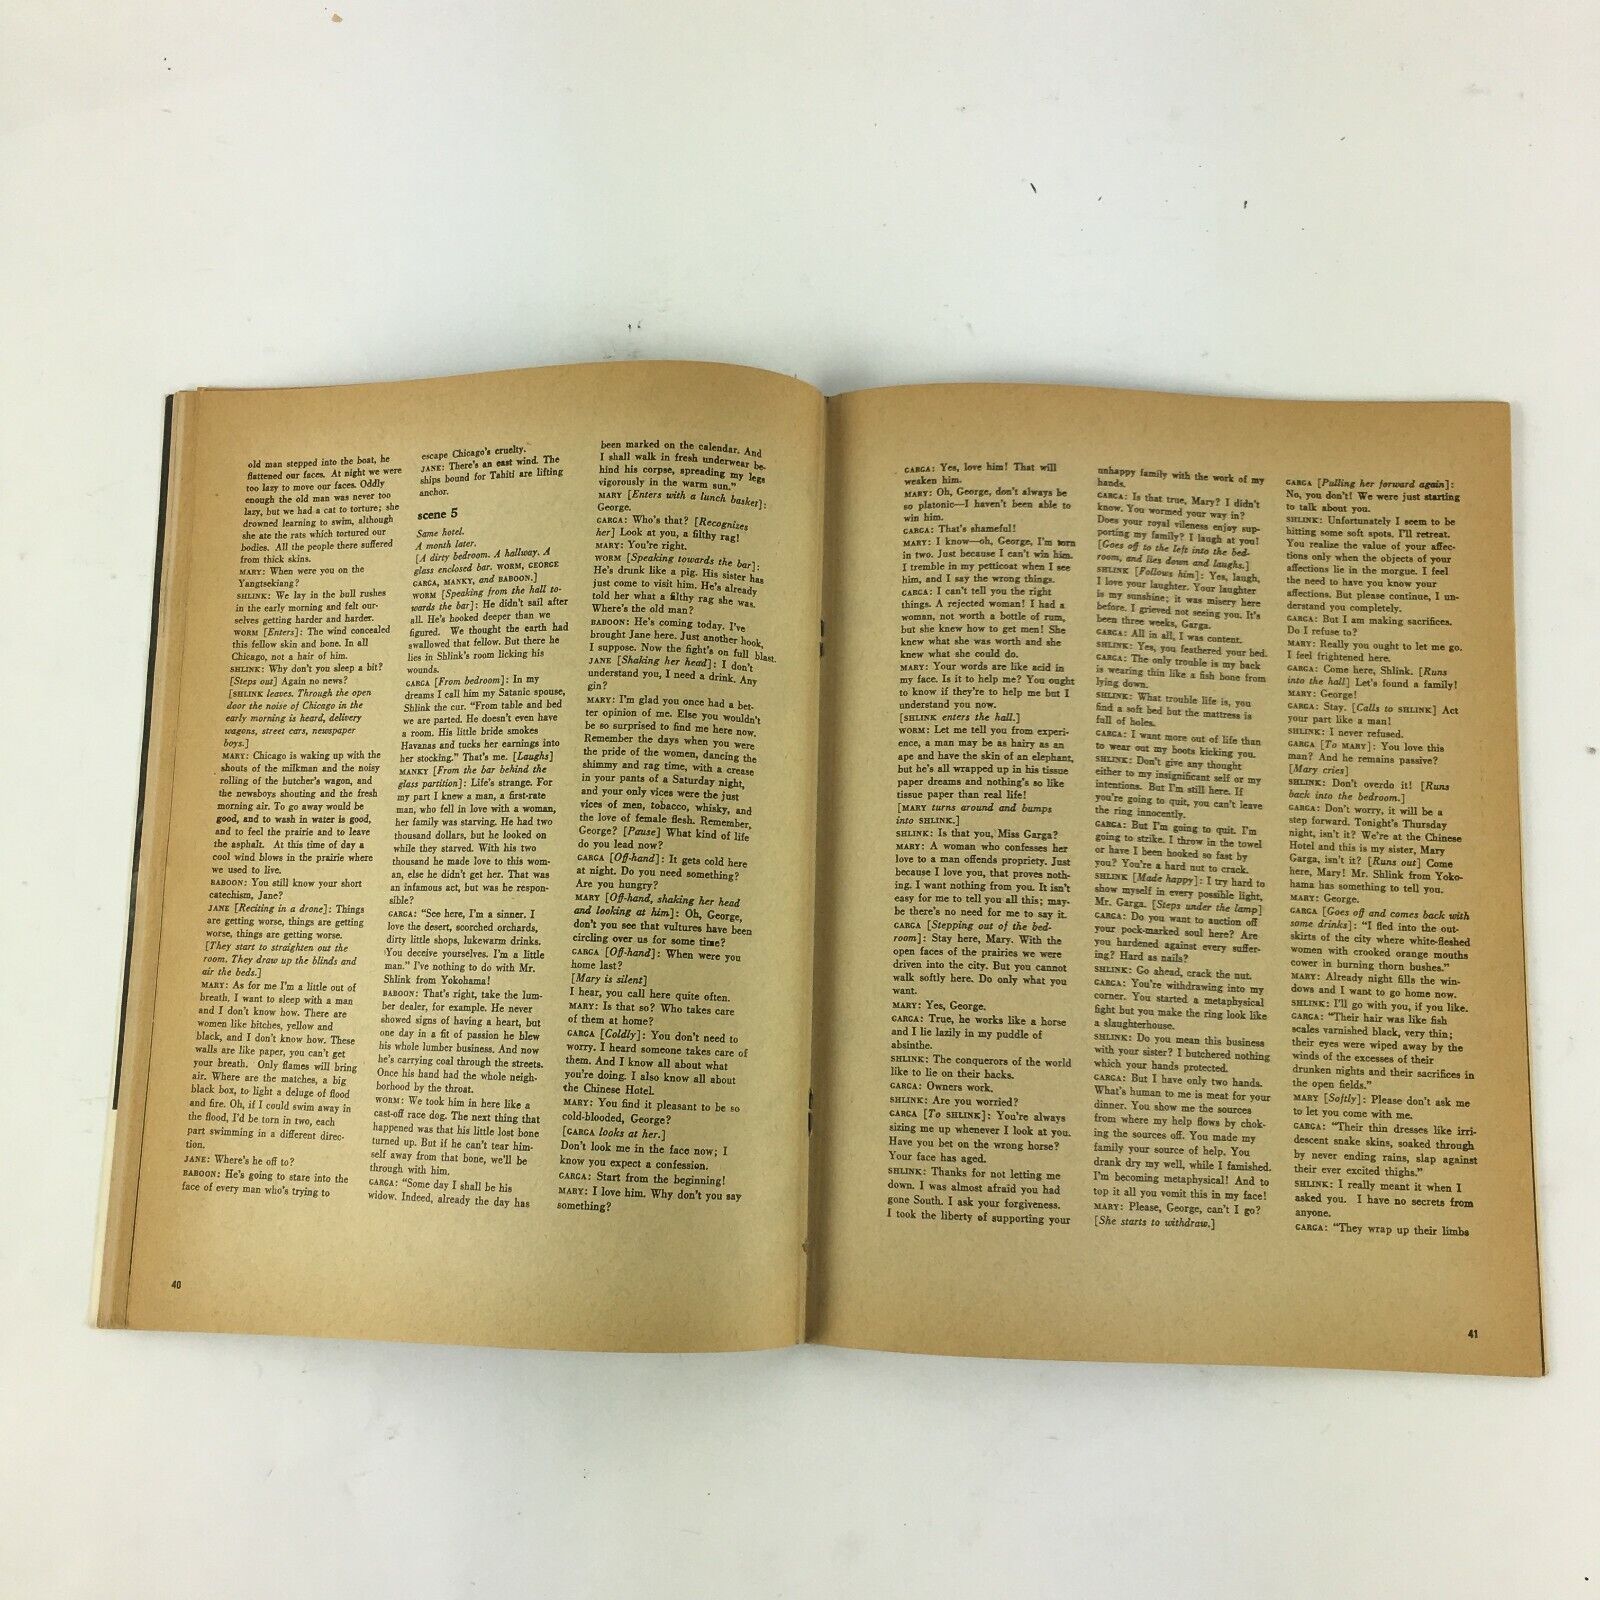 old man stepped into the boat, he
flattened our faces. At night we were
too lazy to move our faces. Oddly
enough the old man was never too
lazy, but we had a cat to torture; she
drowned learning to swim, although
she ate the rats which tortured our
bodies. All the people there suffered
from thick skins.
MARY: When were you on the
Yangtsekiang?
SHLINK: We lay in the bull rushes
in the early morning and felt our-
selves getting harder and harder.
WORM [Enters]: The wind concealed
this fellow skin and bone. In all
Chicago, not a hair of him.
SHLINK: Why don't you sleep a bit?
[Steps out] Again no news?
[SHLINK leaves. Through the open
door the noise of Chicago in the
early morning is heard, delivery
wagons, street cars, newspaper
boys.]
MARY: Chicago is waking up with the
shouts of the milkman and the noisy
rolling of the butcher's wagon, and
the newsboys shouting and the fresh
morning air. To go away would be
good, and to wash in water is good,
and to feel the prairie and to leave
the asphalt. At this time of day a
cool wind blows in the prairie where
we used to live.
BABOON: You still know your short
catechism, Jane?
JANE [Reciting in a drone]: Things
are getting worse, things are getting
worse, things are getting worse.
[They start to straighten out the
room. They draw up the blinds and
air the beds.]
MARY: As for me I'm a little out of
breath. I want to sleep with a man
and I don't know how. There are
women like bitches, yellow and
black, and I don't know how. These
walls are like paper, you can't get
your breath. Only flames will bring
air. Where are the matches, a big
black box, to light a deluge of flood
and fire. Oh, if I could swim away in
the flood, I'd be torn in two, each
part swimming in a different direc-
tion.
JANE: Where's he off to?
BABOON: He's going to stare into the
face of every man who's trying to
escape Chicago's cruelty.
JANE: There's an east wind. The
ships bound for Tahiti are lifting
anchor.
scene 5
Same hotel.
A month later.
[A dirty bedroom. A hallway. A
glass enclosed bar. WORM, GEORGE
GARGA, MANKY, and BABOON.]
WORM [Speaking from the hall to-
wards the bar]: He didn't sail after
all. He's hooked deeper than we
figured. We thought the earth had
swallowed that fellow. But there he
lies in Shlink's room licking his
wounds.
GARGA [From bedroom]: In my
dreams I call him my Satanic spouse,
Shlink the cur. "From table and bed
we are parted. He doesn't even have
a room. His little bride smokes
Havanas and tucks her earnings into
her stocking." That's me. [Laughs]
MANKY [From the bar behind the
glass partition]: Life's strange. For
my part I knew a man, a first-rate
man, who fell in love with a woman,
her family was starving. He had two
thousand dollars, but he looked on
while they starved. With his two
thousand he made love to this wom-
an, else he didn't get her. That was
an infamous act, but was he respon-
sible?
GARGA: "See here, I'm a sinner. I
love the desert, scorched orchards,
dirty little shops, lukewarm drinks.
You deceive yourselves. I'm a little
man." I've nothing to do with Mr.
Shlink from Yokohama!
BABOON: That's right, take the lum-
ber dealer, for example. He never
showed signs of having a heart, but
one day in a fit of passion he blew
his whole lumber business. And now
he's carrying coal through the streets.
Once his hand had the whole neigh-
borhood by the throat.
WORM: We took him in here like a
cast-off race dog. The next thing that
happened was that his little lost bone
turned up. But if he can't tear him-
self away from that bone, we'll be
through with him.
GARGA: "Some day I shall be his
widow. Indeed, already the day has
been marked on the calendar. And
I shall walk in fresh underwear be-
hind his corpse, spreading my legs
vigorously in the warm sun."
MARY [Enters with a lunch basket]:
George.
GARGA: Who's that? [Recognizes
her] Look at you, a filthy rag!
MARY: You're right.
WORM [Speaking towards the bar]:
He's drunk like a pig. His sister has
just come to visit him. He's already
told her what a filthy rag she was.
Where's the old man?
BABOON: He's coming today. I've
brought Jane here. Just another hook,
I suppose. Now the fight's on full blast.
JANE [Shaking her head]: I don't
understand you, I need a drink. Any
gin?
MARY: I'm glad you once had a bet-
ter opinion of me. Else you wouldn't
be so surprised to find me here now.
Remember the days when you were
the pride of the women, dancing the
shimmy and rag time, with a crease
in your pants of a Saturday night,
and your only vices were the just
vices of men, tobacco, whisky, and
the love of female flesh. Remember,
George? [Pause] What kind of life
do you lead now?
GARGA [Off-hand]: It gets cold here
at night. Do you need something?
Are you hungry?
MARY [Off-hand, shaking her head
and looking at him]: Oh, George,
don't you see that vultures have been
circling over us for some time?
GARGA [Off-hand]: When were you
home last?
[Mary is silent]
I hear, you call here quite often.
MARY: Is that so? Who takes care
of them at home?
GARGA [Coldly]: You don't need to
worry. I heard someone takes care of
them. And I know all about what
you're doing. I also know all about
the Chinese Hotel.
MARY: You find it pleasant to be so
cold-blooded, George?
[GARGA looks at her.]
Don't look me in the face now; I
know you expect a confession.
GARGA: Start from the beginning!
MARY: I love him. Why don't you say
something?
40
GARGA: Yes, love him! That will
weaken him.
MARY: Oh, George, don't always be
so platonic—I haven't been able to
win him.
GARGA: That's shameful!
MARY: I know—oh, George, I'm torn
in two. Just because I can't win him.
I tremble in my petticoat when I see
him, and I say the wrong things.
GARGA: I can't tell you the right
things. A rejected woman! I had a
woman, not worth a bottle of rum,
but she knew how to get men! She
knew what she was worth and she
knew what she could do.
MARY: Your words are like acid in
my face. Is it to help me? You ought
to know if they're to help me but I
understand you now.
[SHLINK enters the hall.]
WORM: Let me tell you from experi-
ence, a man may be as hairy as an
ape and have the skin of an elephant,
but he's all wrapped up in his tissue
paper dreams and nothing's so like
tissue paper than real life!
[MARY turns around and bumps
into SHLINK.]
SHLINK: Is that you, Miss Garga?
MARY: A woman who confesses her
love to a man offends propriety. Just
because I love you, that proves noth-
ing. I want nothing from you. It isn't
easy for me to tell you all this; may-
be there's no need for me to say it.
GARGA [Stepping out of the bed-
room]: Stay here, Mary. With the
open faces of the prairies we were
driven into the city. But you cannot
walk softly here. Do only what you
want.
MARY: Yes, George.
GARGA: True, he works like a horse
and I lie lazily in my puddle of
absinthe.
SHLINK: The conquerors of the world
like to lie on their backs.
GARGA: Owners work.
SHLINK: Are you worried?
GARGA [To SHLINK]: You're always
sizing me up whenever I look at you.
Have you bet on the wrong horse?
Your face has aged.
SHLINK: Thanks for not letting me
down. I was almost afraid you had
gone South. I ask your forgiveness.
I took the liberty of supporting your
unhappy family with the work of my
hands.
GARGA: Is that true, Mary? I didn't
know. You wormed your way in?
Does your royal vileness enjoy sup-
porting my family? I laugh at you!
[Goes off to the left into the bed-
room, and lies down and laughs.]
SHLINK [Follows him]: Yes, laugh,
I love your laughter. Your laughter
is my sunshine; it was misery here
before. I grieved not seeing you. It's
been three weeks, Garga.
GARGA: All in all, I was content.
SHLINK: Yes, you feathered your bed.
GARGA: The only trouble is my back
is wearing thin like a fish bone from
lying down.
SHLINK: What trouble life is, you
find a soft bed but the mattress is
full of holes.
GARGA: I want more out of life than
to wear out my boots kicking you.
SHLINK: Don't give any thought
either to my insignificant self or my
intentions. But I'm still here. If
you're going to quit, you can't leave
the ring innocently.
GARGA: But I'm going to quit. I'm
going to strike. I throw in the towel
or have I been hooked so fast by
you? You're a hard nut to crack.
SHLINK [Made happy]: I try hard to
show myself in every possible light,
Mr. Garga. [Steps under the lamp]
GARGA: Do you want to auction off
your pock-marked soul here? Are
you hardened against every suffer-
ing? Hard as nails?
SHLINK: Go ahead, crack the nut.
GARGA: You're withdrawing into my
corner. You started a metaphysical
fight but you make the ring look like
a slaughterhouse.
SHLINK: Do you mean this business
with your sister? I butchered nothing
which your hands protected.
GARGA: But I have only two hands.
What's human to me is meat for your
dinner. You show me the sources
from where my help flows by chok-
ing the sources off. You made my
family your source of help. You
drank dry my well, while I famished.
I'm becoming metaphysical! And to
top it all you vomit this in my face!
MARY: Please, George, can't I go?
[She starts to withdraw.]
GARGA [Pulling her forward again]:
No, you don't! We were just starting
to talk about you.
SHLINK: Unfortunately I seem to be
hitting some soft spots. I'll retreat.
You realize the value of your affec-
tions only when the objects of your
affections lie in the morgue. I feel
the need to have you know your
affections. But please continue, I un-
derstand you completely.
GARGA: But I am making sacrifices.
Do I refuse to?
MARY: Really you ought to let me go.
I feel frightened here.
GARGA: Come here, Shlink. [Runs
into the hall] Let's found a family!
MARY: George!
GARGA: Stay. [Calls to SHLINK] Act
your part like a man!
SHLINK: I never refused.
GARGA [To MARY]: You love this
man? And he remains passive?
[Mary cries]
SHLINK: Don't overdo it! [Runs
back into the bedroom.]
GARGA: Don't worry, it will be a
step forward. Tonight's Thursday
night, isn't it? We're at the Chinese
Hotel and this is my sister, Mary
Garga, isn't it? [Runs out] Come
here, Mary! Mr. Shlink from Yoko-
hama has something to tell you.
MARY: George.
GARGA [Goes off and comes back with
some drinks]: "I fled into the out-
skirts of the city where white-fleshed
women with crooked orange mouths
cower in burning thorn bushes."
MARY: Already night fills the win-
dows and I want to go home now.
SHLINK: I'll go with you, if you like.
GARGA: "Their hair was like fish
scales varnished black, very thin;
their eyes were wiped away by the
winds of the excesses of their
drunken nights and their sacrifices in
the open fields."
MARY [Softly]: Please don't ask me
to let you come with me.
GARGA: "Their thin dresses like irri-
descent snake skins, soaked through
by never ending rains, slap against
their ever excited thighs."
SHLINK: I really meant it when I
asked you. I have no secrets from
anyone.
GARGA: "They wrap up their limbs
41